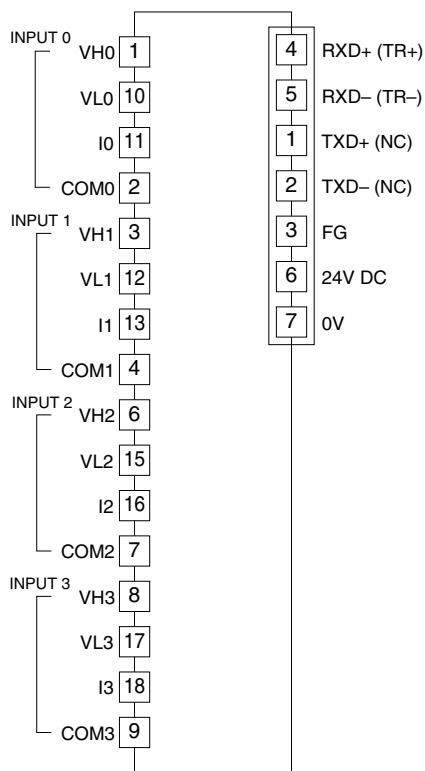 INPUT 0
VH0 1
VL0 10
I0 11
COM0 2
INPUT 1
VH1 3
VL1 12
I1 13
COM1 4
INPUT 2
VH2 6
VL2 15
I2 16
COM2 7
INPUT 3
VH3 8
VL3 17
I3 18
COM3 9
4 RXD+ (TR+)
5 RXD– (TR–)
1 TXD+ (NC)
2 TXD– (NC)
3 FG
6 24V DC
7 0V